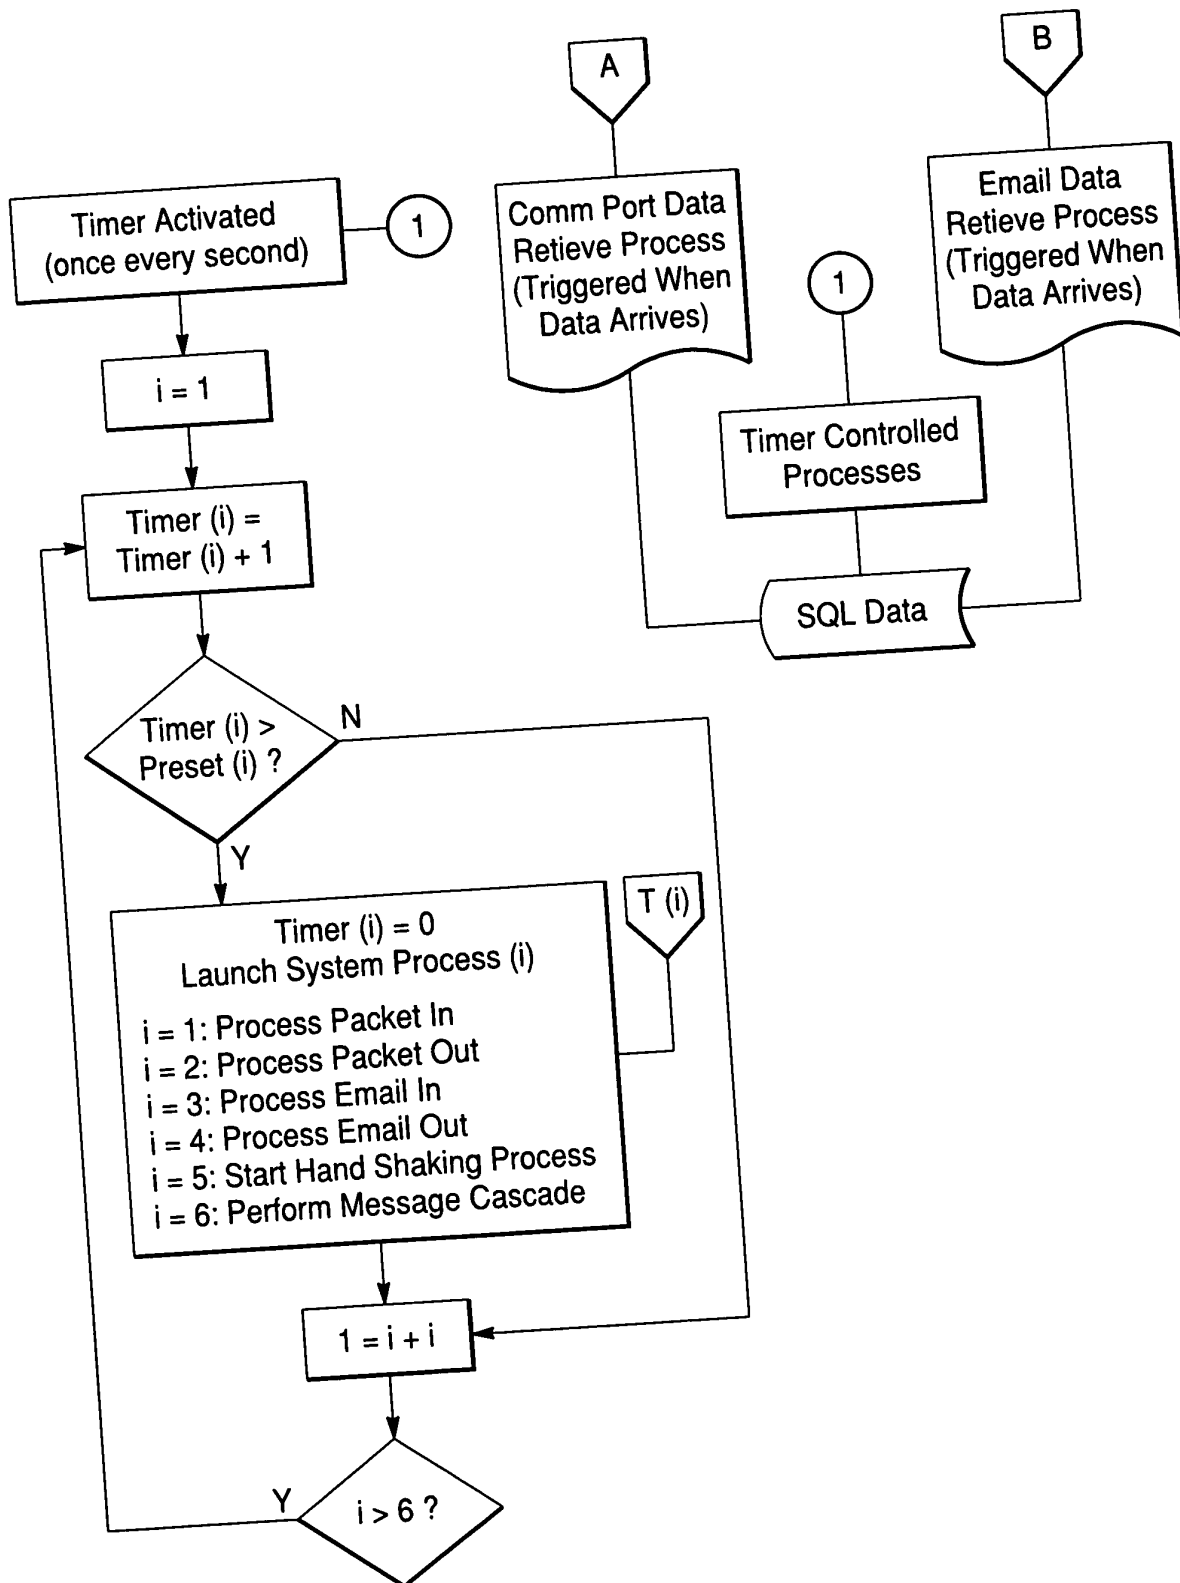 A
B
Timer Activated
(once every second)
1
Comm Port Data
Retieve Process
(Triggered When
Data Arrives)
1
Email Data
Retieve Process
(Triggered When
Data Arrives)
i = 1
Timer Controlled
Processes
Timer (i) =
Timer (i) + 1
SQL Data
Timer (i) >
Preset (i) ?
N
Y
Timer (i) = 0
Launch System Process (i)
i = 1: Process Packet In
i = 2: Process Packet Out
i = 3: Process Email In
i = 4: Process Email Out
i = 5: Start Hand Shaking Process
i = 6: Perform Message Cascade
T (i)
1 = i + i
Y
i > 6 ?